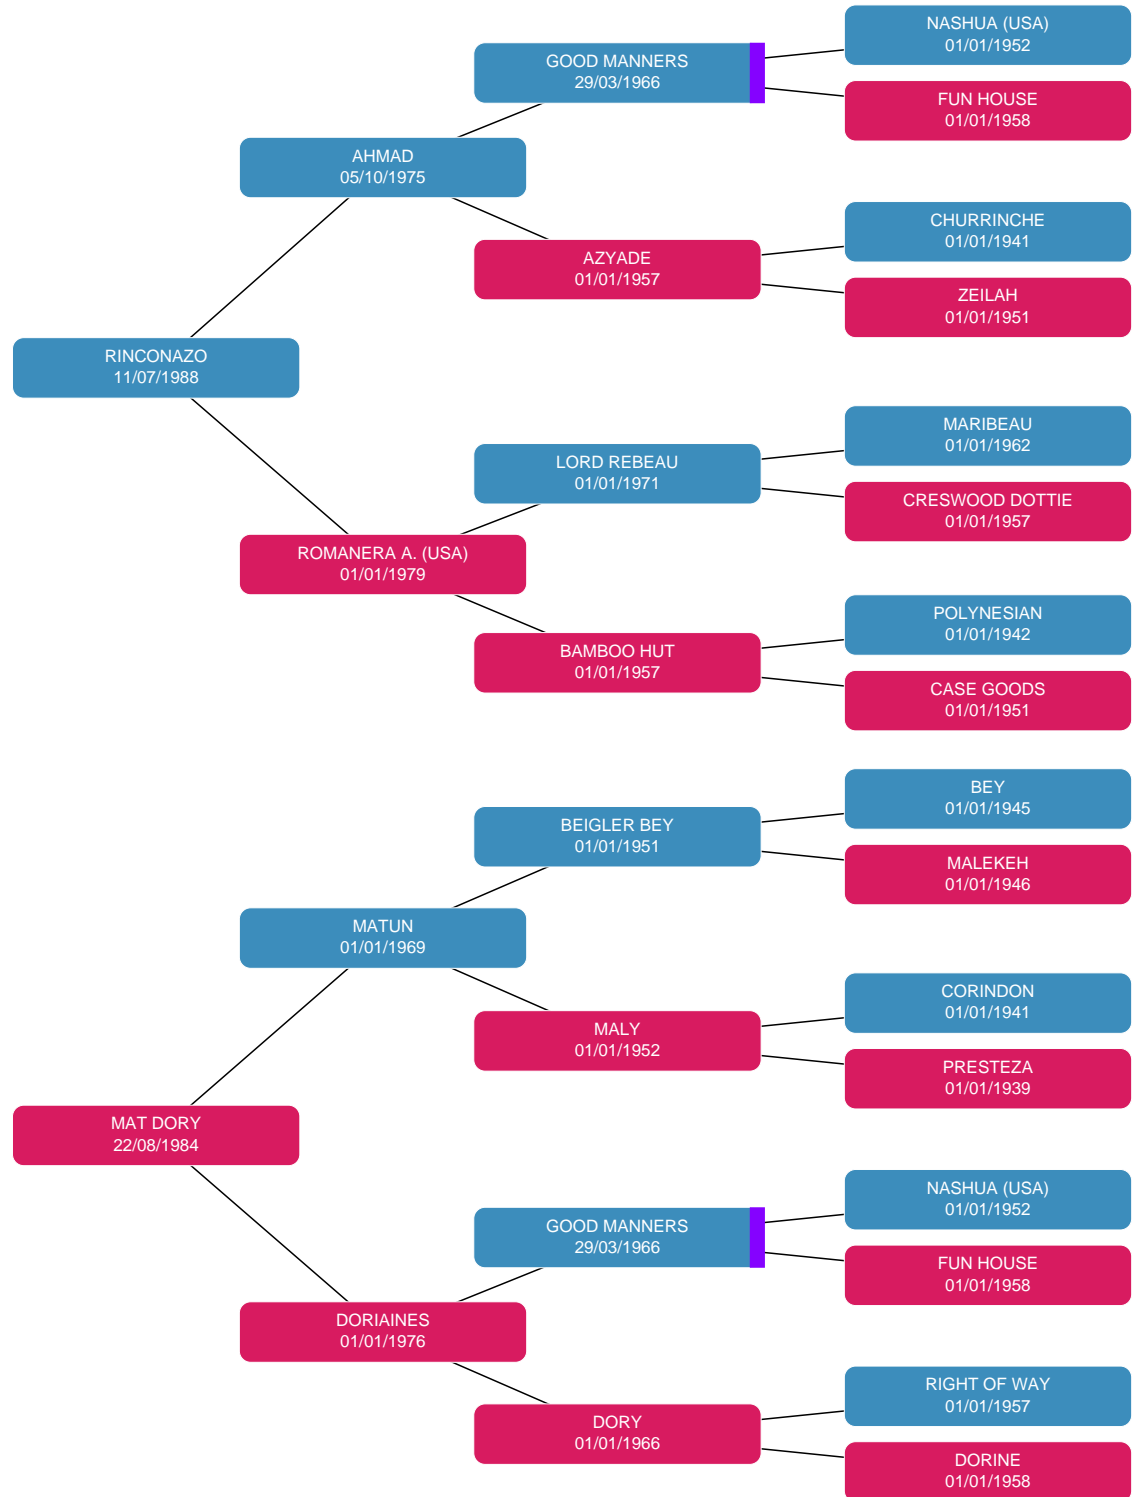 NASHUA (USA)
01/01/1952
GOOD MANNERS
29/03/1966
FUN HOUSE
01/01/1958
AHMAD
05/10/1975
CHURRINCHE
01/01/1941
AZYADE
01/01/1957
ZEILAH
01/01/1951
RINCONAZO
11/07/1988
MARIBEAU
01/01/1962
LORD REBEAU
01/01/1971
CRESWOOD DOTTIE
01/01/1957
ROMANERA A. (USA)
01/01/1979
POLYNESIAN
01/01/1942
BAMBOO HUT
01/01/1957
CASE GOODS
01/01/1951
BEY
01/01/1945
BEIGLER BEY
01/01/1951
MALEKEH
01/01/1946
MATUN
01/01/1969
CORINDON
01/01/1941
MALY
01/01/1952
PRESTEZA
01/01/1939
MAT DORY
22/08/1984
NASHUA (USA)
01/01/1952
GOOD MANNERS
29/03/1966
FUN HOUSE
01/01/1958
DORIAINES
01/01/1976
RIGHT OF WAY
01/01/1957
DORY
01/01/1966
DORINE
01/01/1958